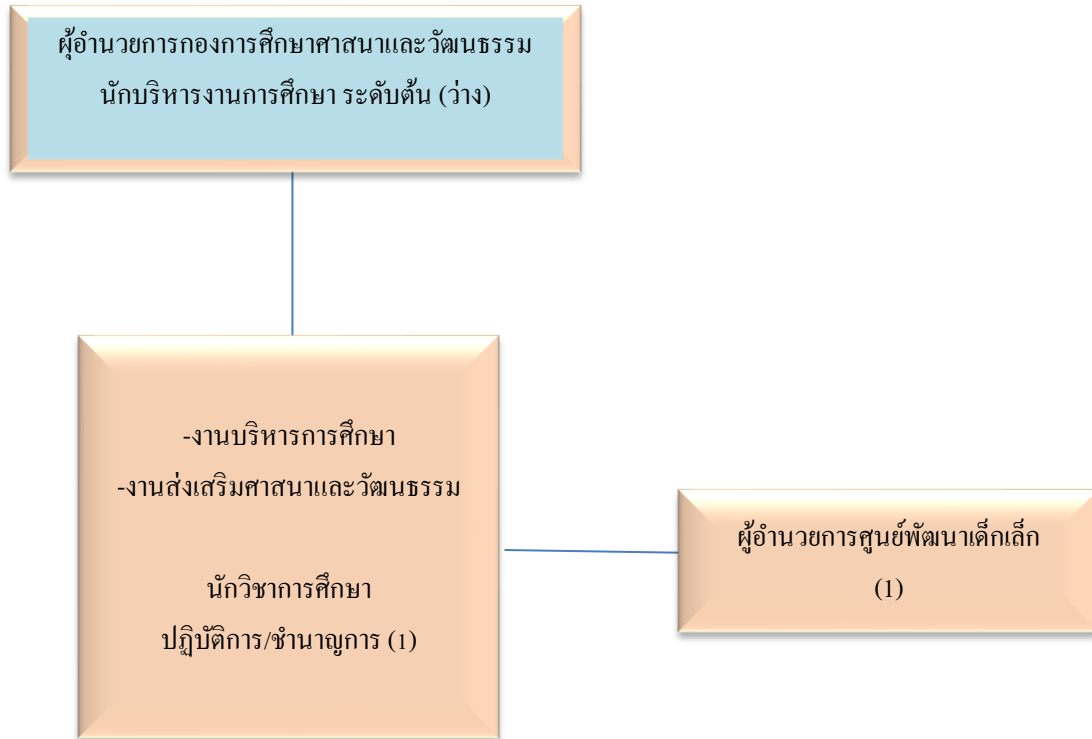 ผุ้อำนวยการกองการศึกษาศาสนาและวัฒนธรรม
นักบริหารงานการศึกษา ระดับต้น (ว่าง)
-งานบริหารการศึกษา
-งานส่งเสริมศาสนาและวัฒนธรรม
นักวิชาการศึกษา
ปฏิบัติการ/ชำนาญการ (1)
ผู้อำนวยการศูนย์พัฒนาเด็กเล็ก
(1)